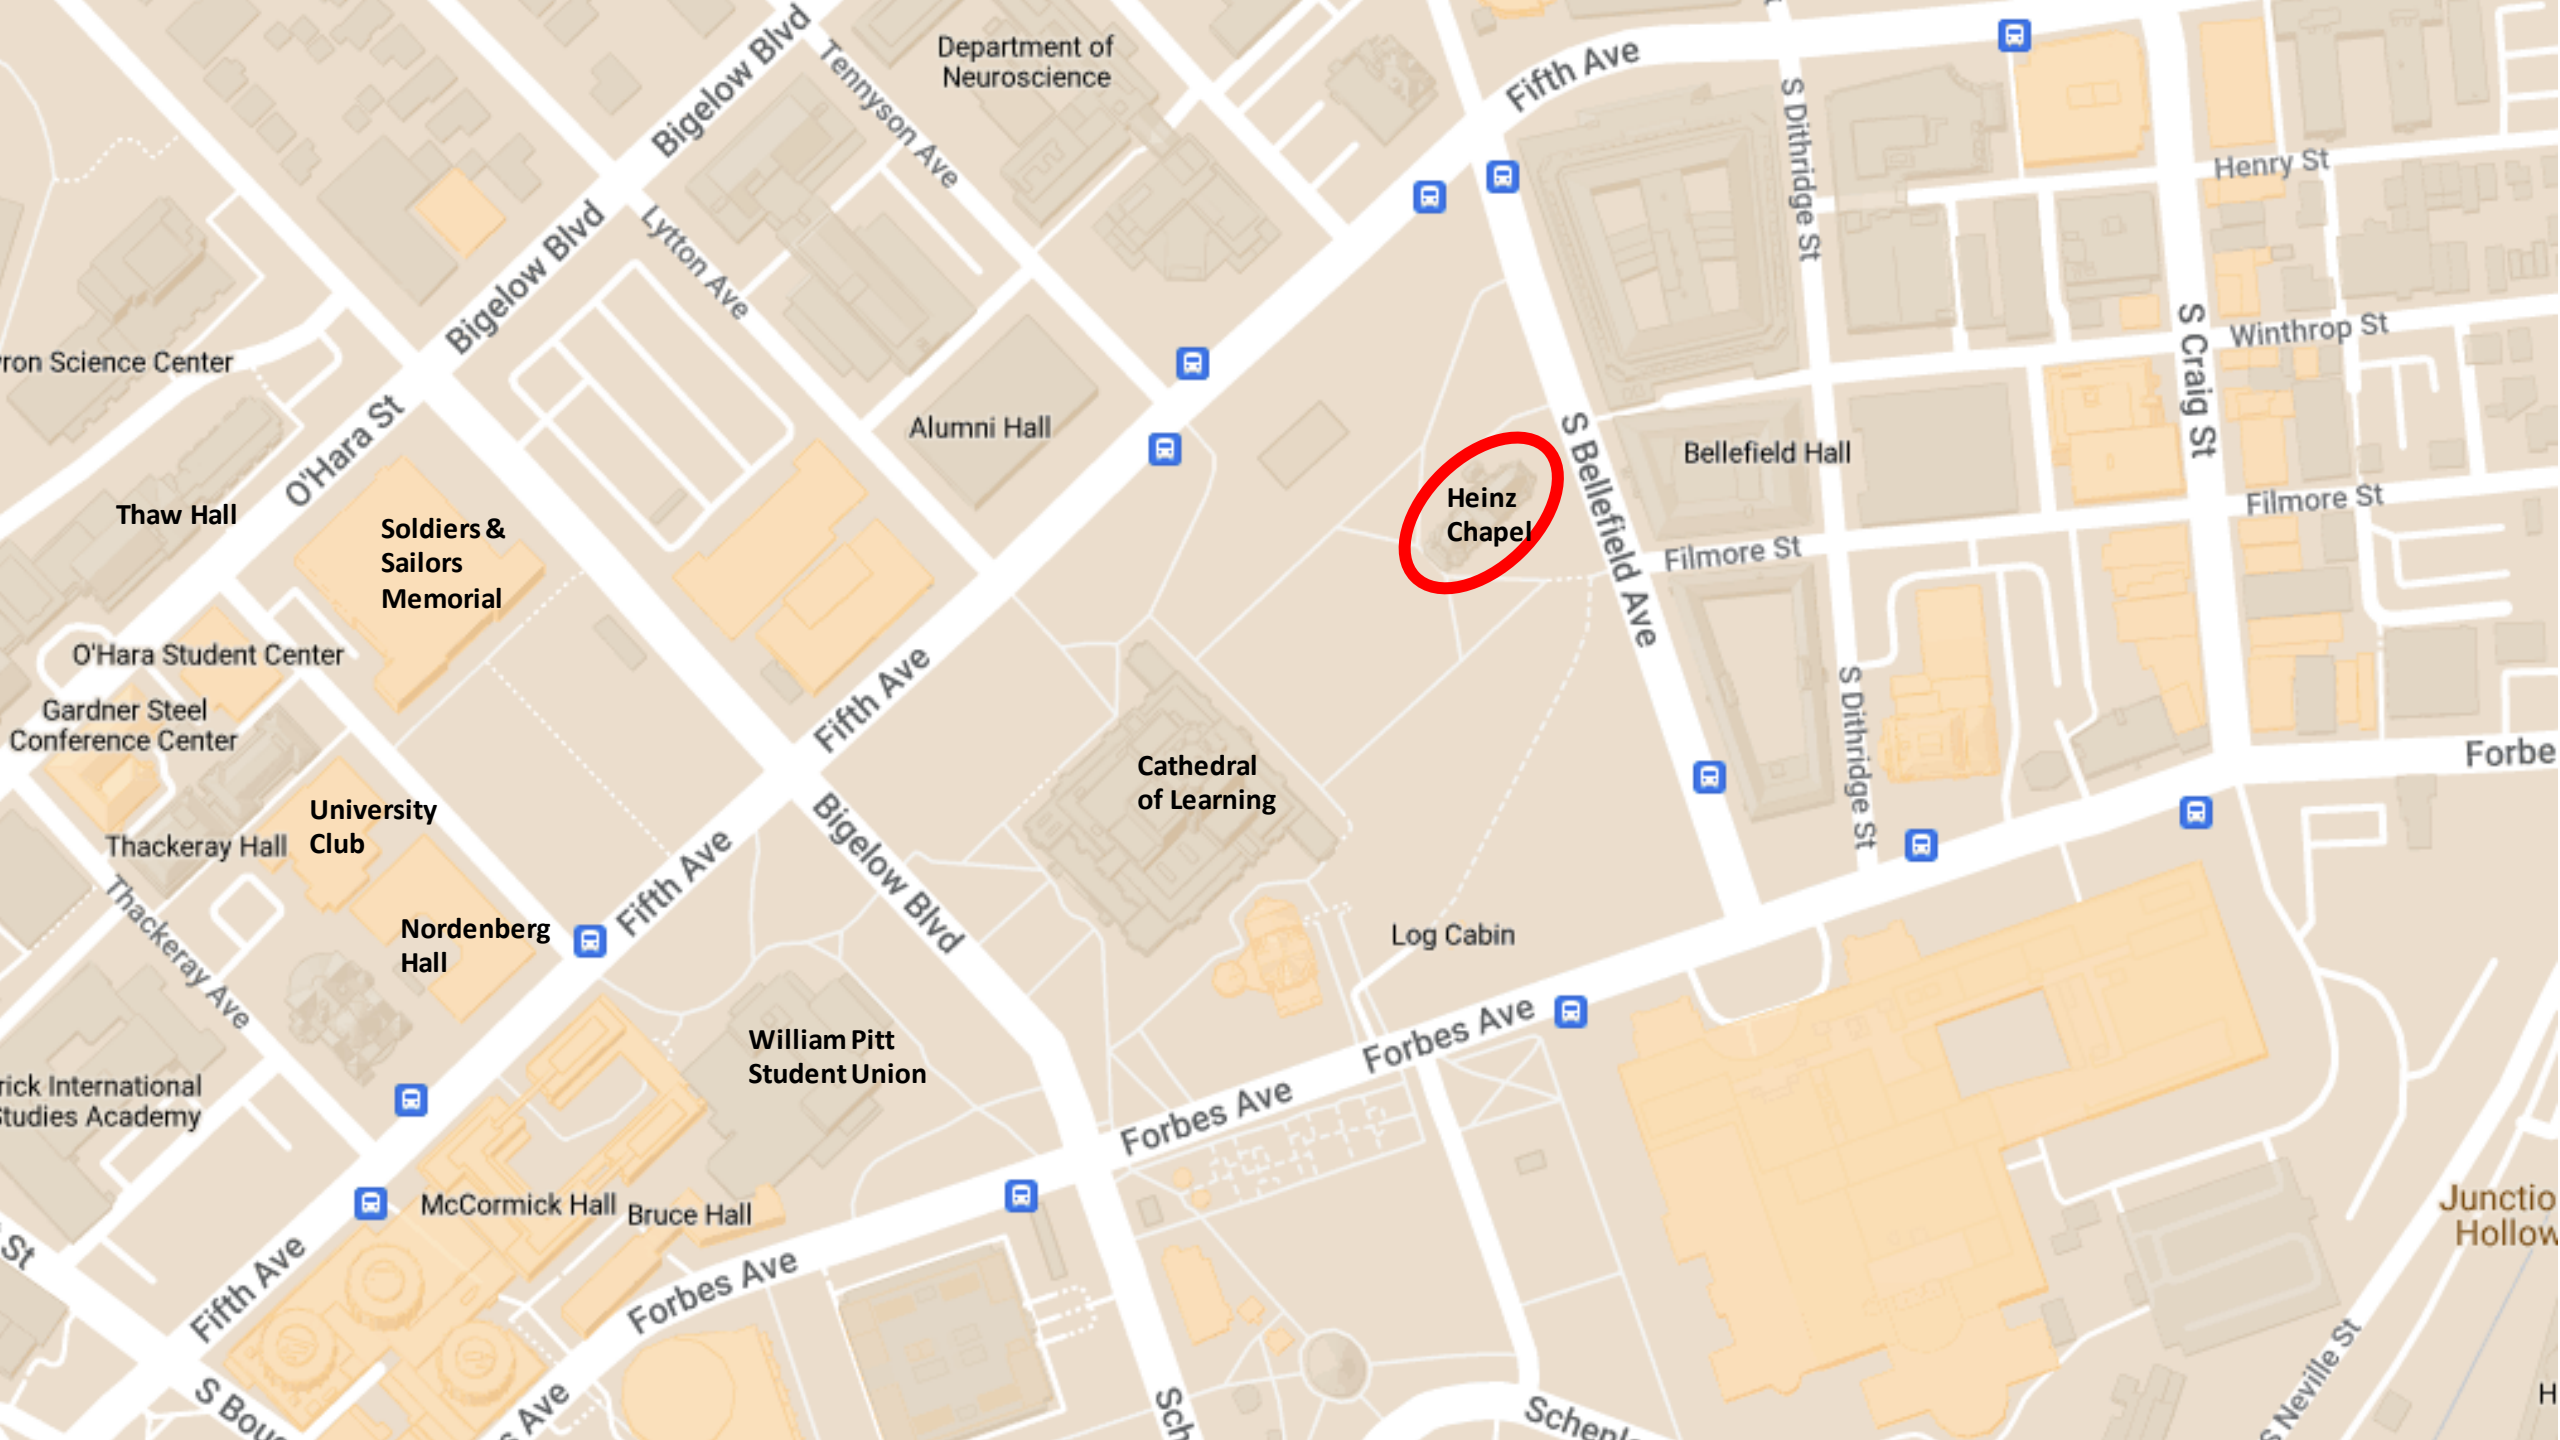 Bigelow Blvd
Tennyson Ave
Department of
Neuroscience
Fifth Ave
S Dithridge St
Henry St
Bigelow Blvd
Lytton Ave
S Craig St
Winthrop St
ron Science Center
O'Hara St
Alumni Hall
S Bellefield Ave
Bellefield Hall
Filmore St
Heinz
Chapel
Thaw Hall
Soldiers &
Sailors
Memorial
Filmore St
O'Hara Student Center
Fifth Ave
S Dithridge St
Gardner Steel
Conference Center
Cathedral
of Learning
Forbe
University
Club
Thackeray Hall
Fifth Ave
Bigelow Blvd
Thackeray Ave
Nordenberg
Hall
Log Cabin
William Pitt
Student Union
Forbes Ave
rick International
Studies Academy
Forbes Ave
McCormick Hall
Bruce Hall
Junctio
Hollow
St
Fifth Ave
Forbes Ave
S Neville St
S Bouq
s Ave
Sch
Schenl
H